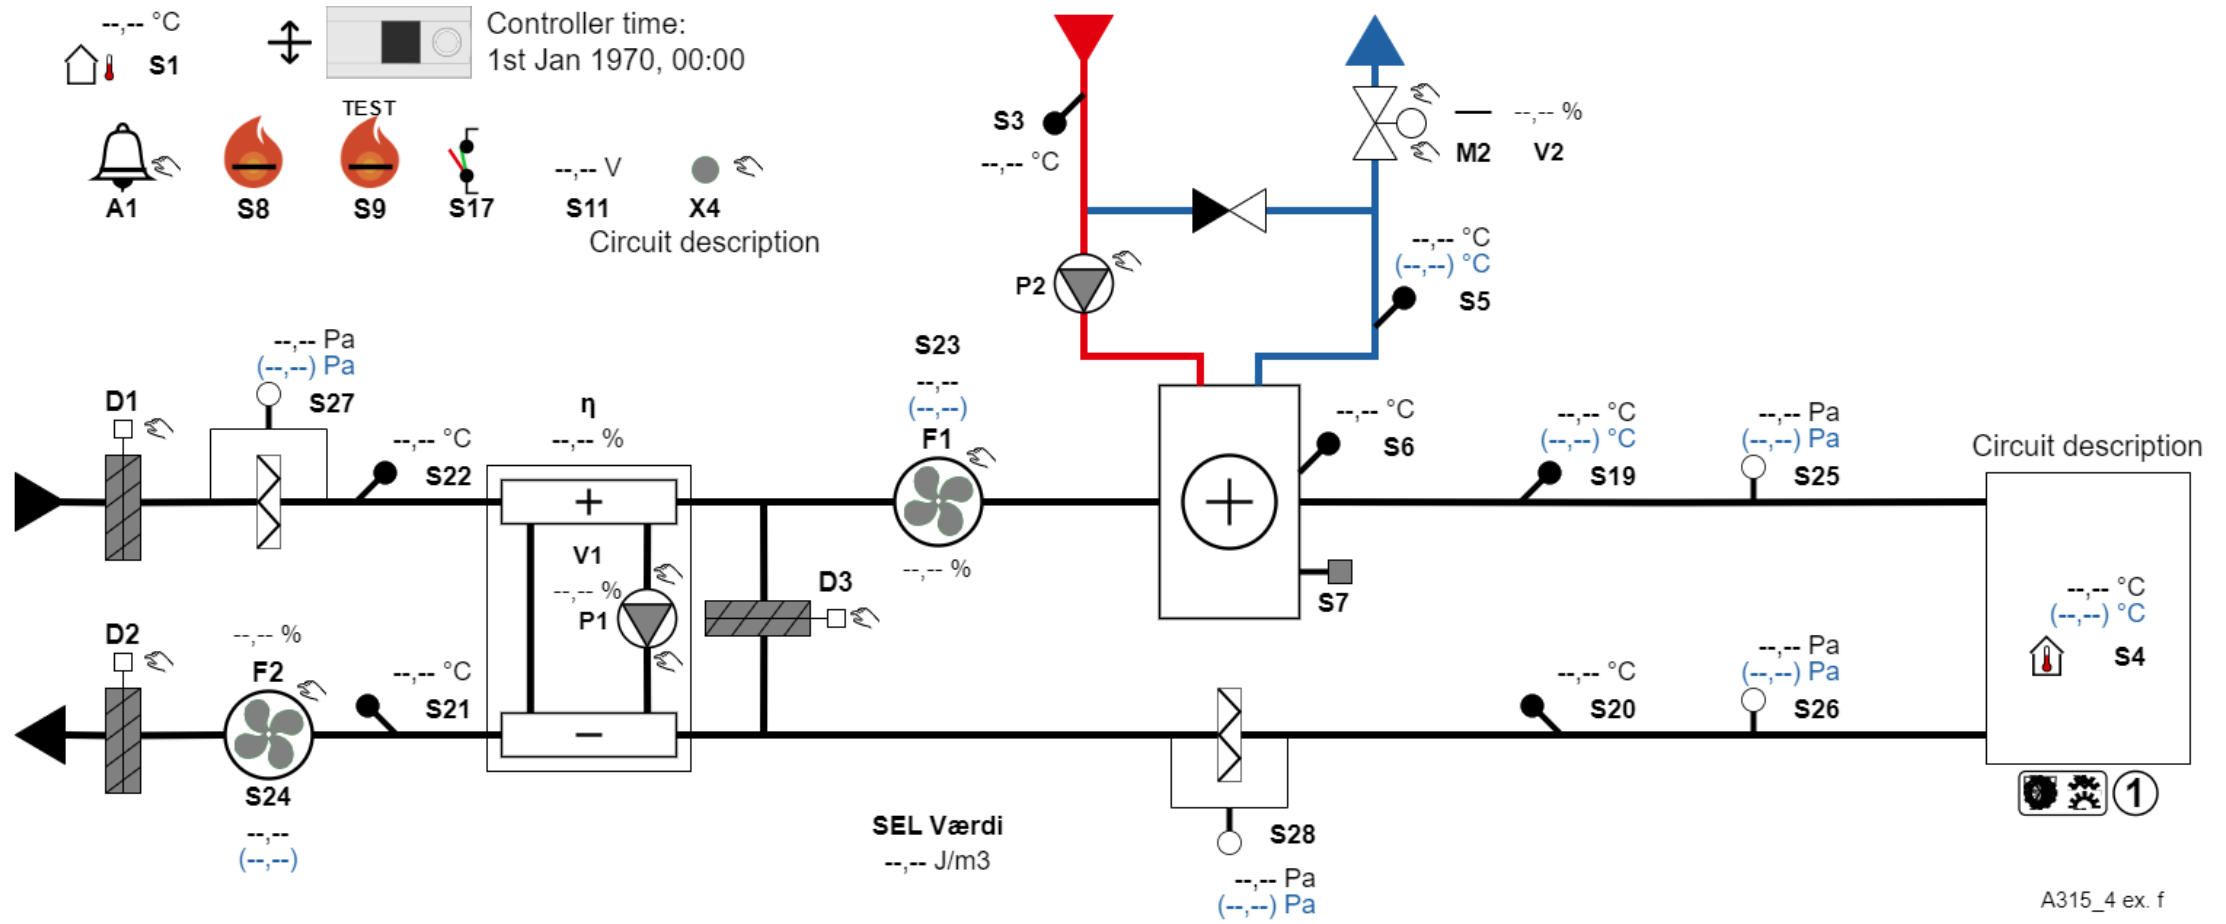 --,-- °C
S1
Controller time:
1st Jan 1970, 00:00
TEST
A1
S8
S9
S17
--,-- V
S11
X4
Circuit description
S3
--,-- °C
P2
--,-- %
M2
V2
--,-- °C
(--,--) °C
S5
D1
--,-- Pa
(--,--) Pa
S27
--,-- °C
S22
η
--,-- %
S23
--,--
(--,--)
F1
--,-- %
--,-- °C
S6
S7
--,-- °C
(--,--) °C
S19
--,-- Pa
(--,--) Pa
S25
Circuit description
+
+
V1
--,-- %
P1
D3
D2
--,-- %
F2
S24
--,--
(--,--)
--,-- °C
S21
−
SEL Værdi
--,-- J/m3
S28
--,-- Pa
(--,--) Pa
--,-- °C
S20
--,-- Pa
(--,--) Pa
S26
--,-- °C
(--,--) °C
S4
1
A315_4 ex. f